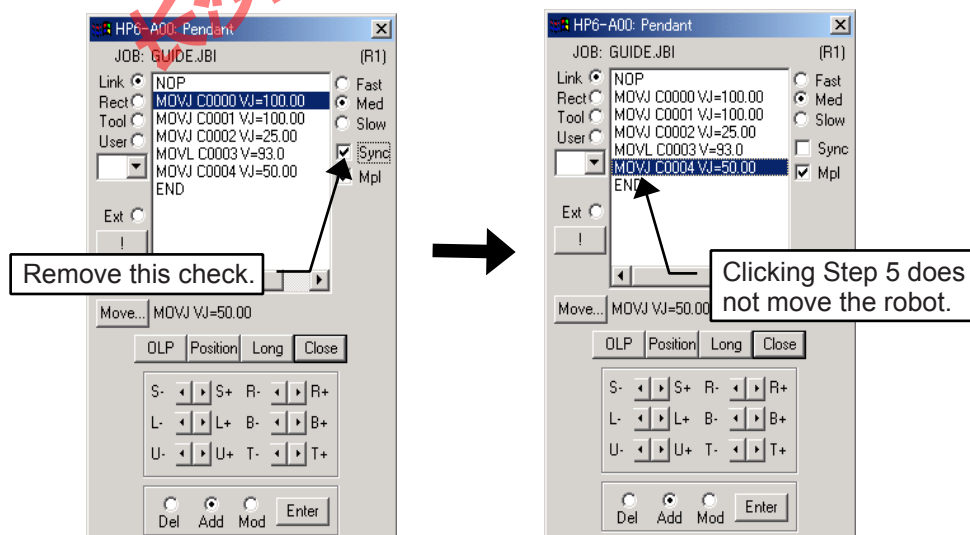 HP6-A00: Pendant
JOB: GUIDE.JBI (R1)
Link
Rect
Tool
User
Ext
!
NOP
MOVJ C0000 VJ=100.00
MOVJ C0001 VJ=100.00
MOVJ C0002 VJ=25.00
MOVL C0003 V=93.0
MOVJ C0004 VJ=50.00
END
Fast
Med
Slow
Sync
Mpl
Remove this check.
Move... MOVJ VJ=50.00
OLP Position Long Close
S- S+ R- R+
L- L+ B- B+
U- U+ T- T+
Del Add Mod Enter
HP6-A00: Pendant
JOB: GUIDE.JBI (R1)
Link
Rect
Tool
User
Ext
!
NOP
MOVJ C0000 VJ=100.00
MOVJ C0001 VJ=100.00
MOVJ C0002 VJ=25.00
MOVL C0003 V=93.0
MOVJ C0004 VJ=50.00
END
Fast
Med
Slow
Sync
Mpl
Clicking Step 5 does
not move the robot.
Move... MOVJ VJ=50.00
OLP Position Long Close
S- S+ R- R+
L- L+ B- B+
U- U+ T- T+
Del Add Mod Enter